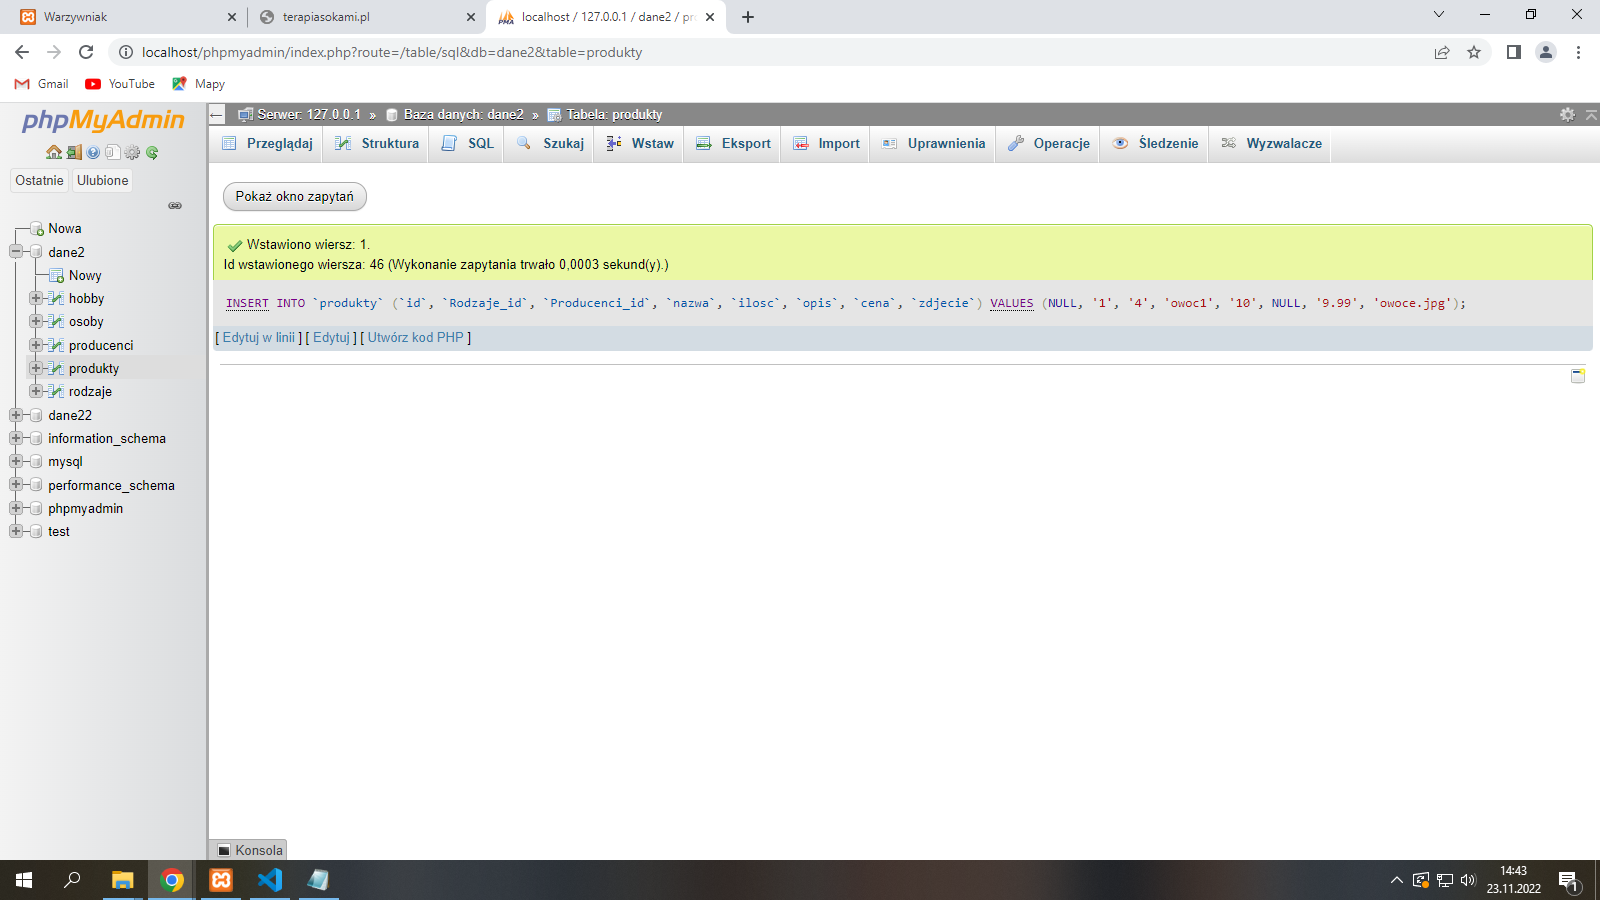 Warzywniak
terapiasokami.pl
localhost / 127.0.0.1 / dane2 / pr
localhost/phpmyadmin/index.php?route=/table/sql&db=dane2&table=produkty
Gmail
YouTube
Mapy
phpMyAdmin
Ostatnie
Ulubione
Nowa
dane2
Nowy
hobby
osoby
producenci
produkty
rodzaje
dane22
information_schema
mysql
performance_schema
phpmyadmin
test
Serwer: 127.0.0.1 » Baza danych: dane2 » Tabela: produkty
Przeglądaj
Struktura
SQL
Szukaj
Wstaw
Eksport
Import
Uprawnienia
Operacje
Śledzenie
Wyzwalacze
Pokaż okno zapytań
Wstawiono wiersz: 1.
Id wstawionego wiersza: 46 (Wykonanie zapytania trwało 0,0003 sekund(y).)
INSERT INTO `produkty` (`id`, `Rodzaje_id`, `Producenci_id`, `nazwa`, `ilosc`, `opis`, `cena`, `zdjecie`) VALUES (NULL, '1', '4', 'owoc1', '10', NULL, '9.99', 'owoce.jpg');
[ Edytuj w linii ] [ Edytuj ] [ Utwórz kod PHP ]
Konsola
14:43
23.11.2022
1